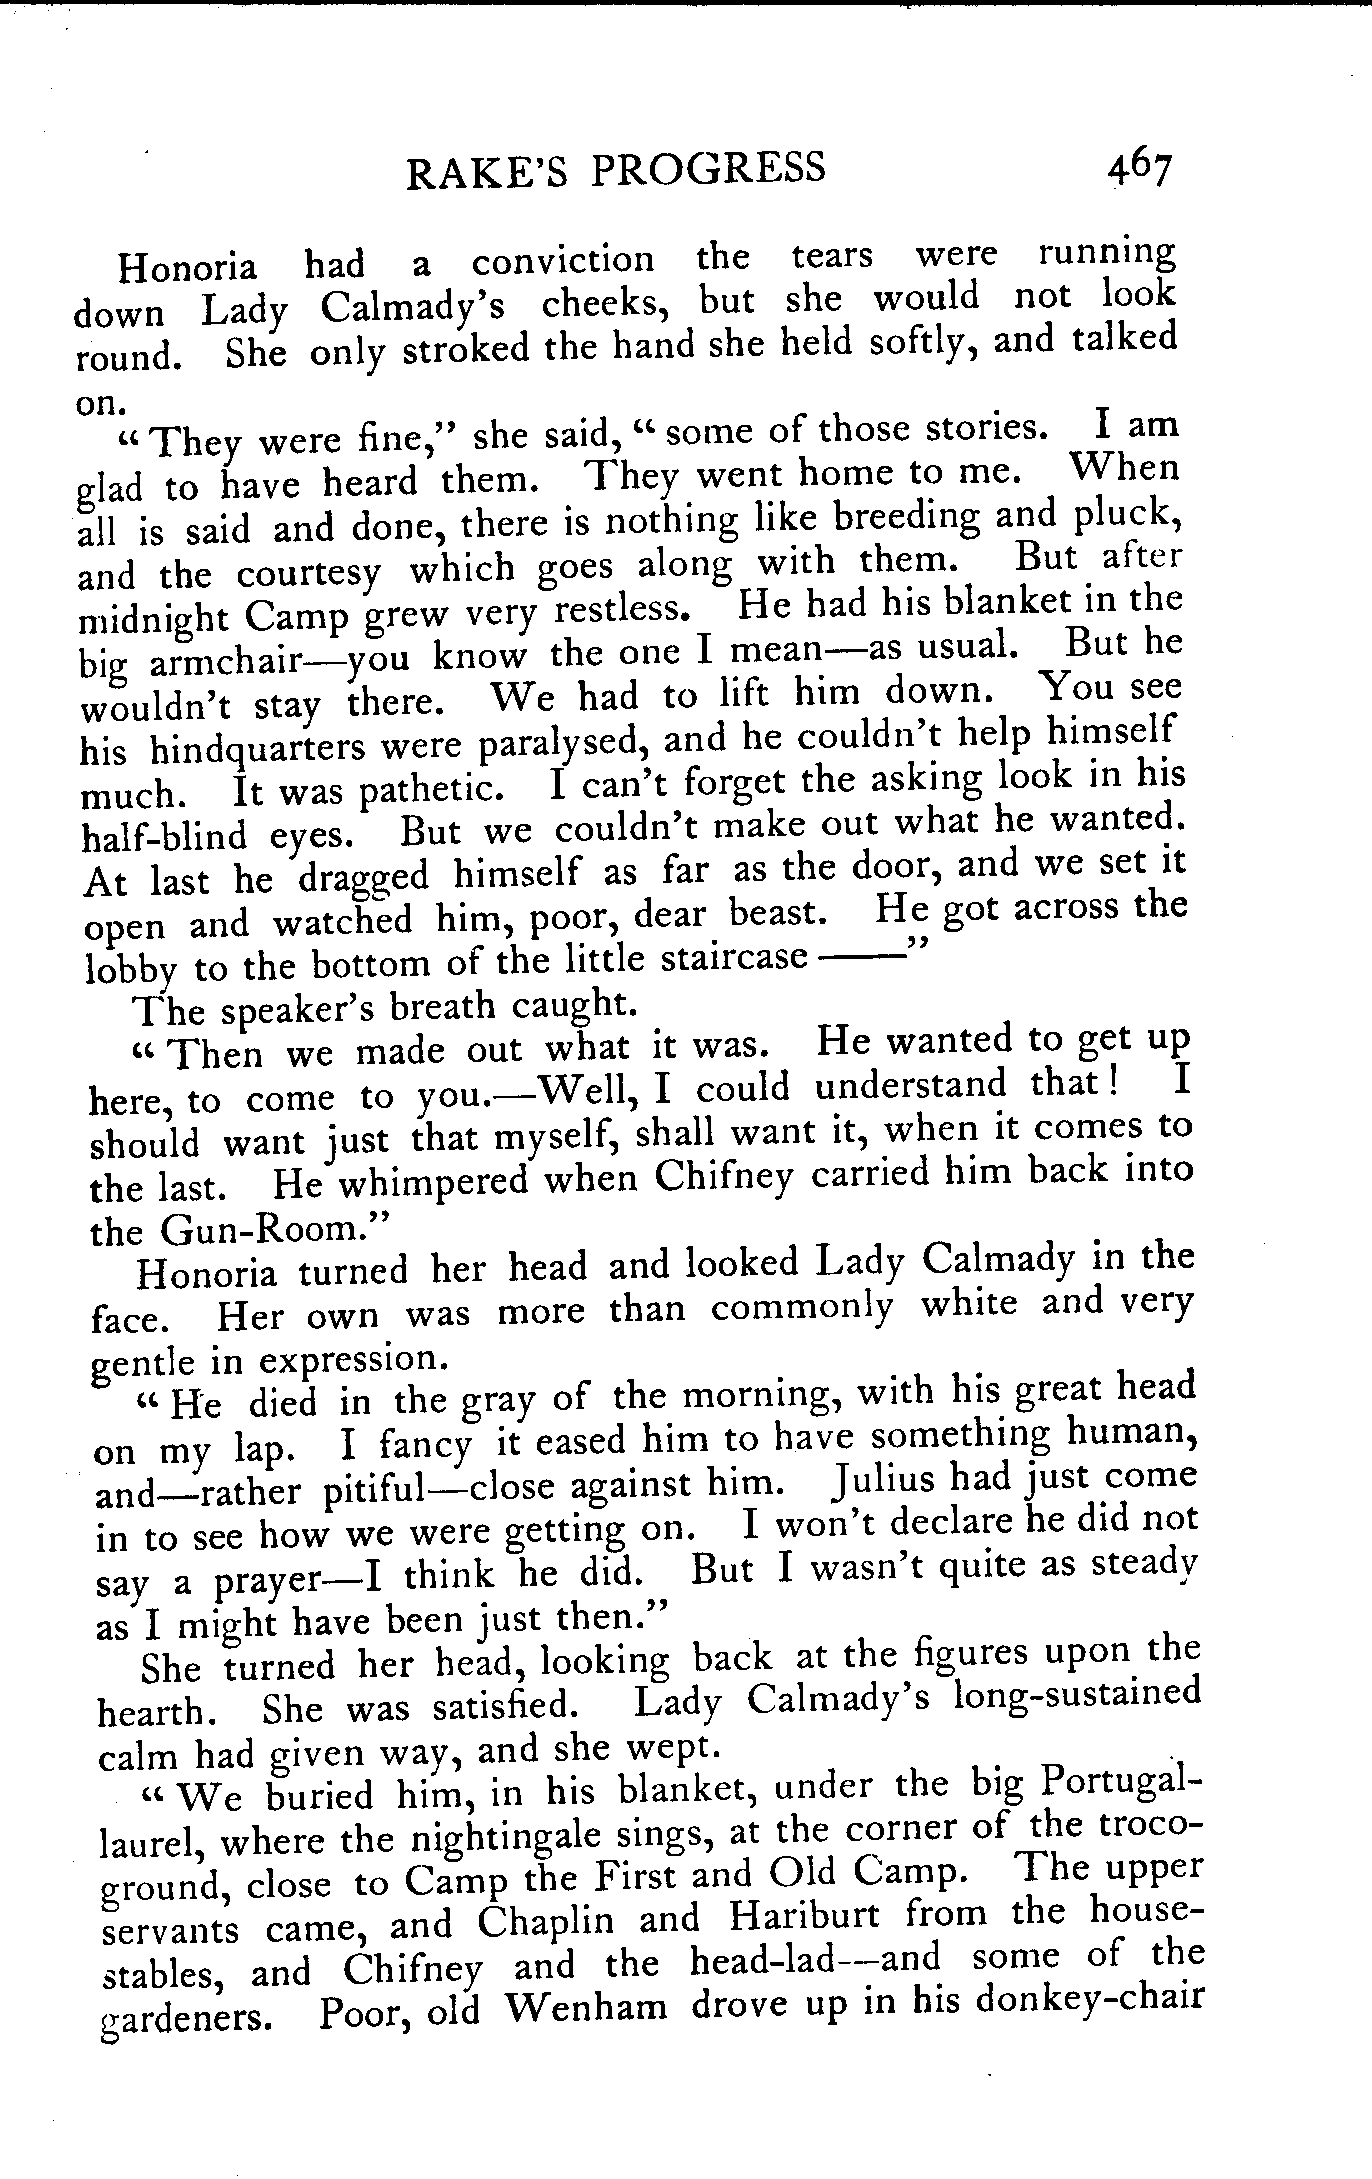 RAKE'S PROGRESS 467
Honoria had a conviction the tears were running
down Lady Calmady's cheeks, but she would not look
round. She only stroked the hand she held softly, and talked
on.
"They were fine," she said, "some of those stories. I am
glad to have heard them. They went home to me. When
all is said and done, there is nothing like breeding and pluck,
and the courtesy which goes along with them. But after
midnight Camp grew very restless. He had his blanket in the
big armchair—you know the one I mean—as usual. But he
wouldn't stay there. We had to lift him down. You see
his hindquarters were paralysed, and he couldn't help himself
much. It was pathetic. I can't forget the asking look in his
half-blind eyes. But we couldn't make out what he wanted.
At last he dragged himself as far as the door, and we set it
open and watched him, poor, dear beast. He got across the
lobby to the bottom of the little staircase ——"
The speaker's breath caught.
"Then we made out what it was. He wanted to get up
here, to come to you.—Well, I could understand that! I
should want just that myself, shall want it, when it comes to
the last. He whimpered when Chifney carried him back into
the Gun-Room."
Honoria turned her head and looked Lady Calmady in the
face. Her own was more than commonly white and very
gentle in expression.
"He died in the gray of the morning, with his great head
on my lap. I fancy it eased him to have something human,
and—rather pitiful—close against him. Julius had just come
in to see how we were getting on. I won't declare he did not
say a prayer—I think he did. But I wasn't quite as steady
as I might have been just then."
She turned her head, looking back at the figures upon the
hearth. She was satisfied. Lady Calmady's long-sustained
calm had given way, and she wept.
"We buried him, in his blanket, under the big Portugal-
laurel, where the nightingale sings, at the corner of the troco-
ground, close to Camp the First and Old Camp. The upper
servants came, and Chaplin and Hariburt from the house-
stables, and Chifney and the head-lad—and some of the
gardeners. Poor, old Wenham drove up in his donkey-chair